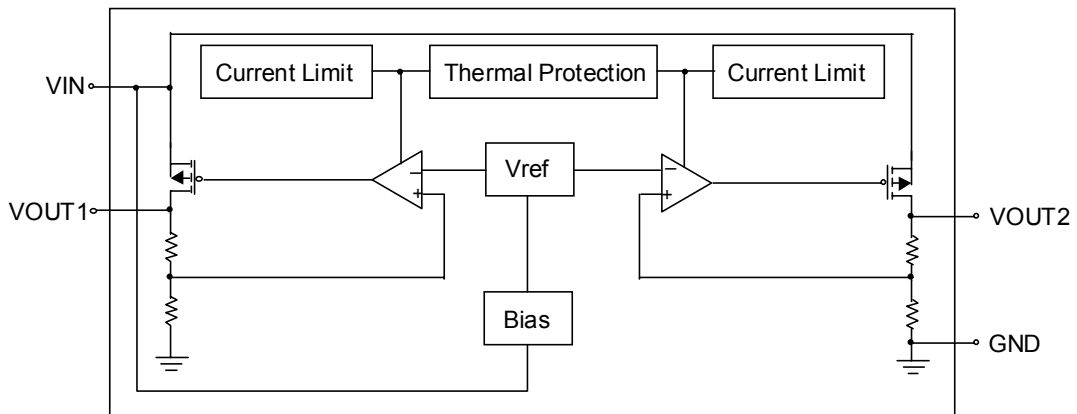 Current Limit
Thermal Protection
Current Limit
VIN
Vref
−
+
−
+
VOUT1
VOUT2
Bias
GND